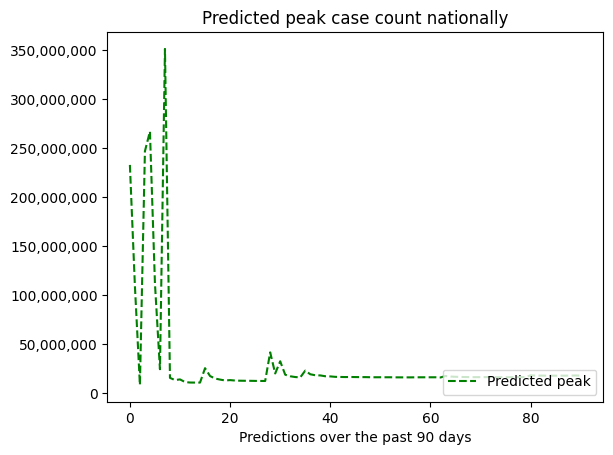 Predicted peak case count nationally
350,000,000
300,000,000
250,000,000
200,000,000
150,000,000
100,000,000
50,000,000
0
Predicted peak
0 20 40 60 80
Predictions over the past 90 days